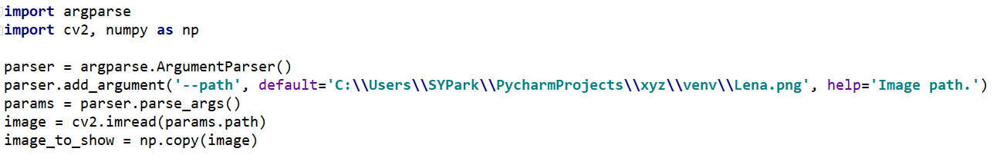 import argparse
import cv2, numpy as np
parser = argparse.ArgumentParser()
parser.add_argument('--path', default='C:\\Users\\SYPark\\PycharmProjects\\xyz\\venv\\Lena.png', help='Image path.')
params = parser.parse_args()
image = cv2.imread(params.path)
image_to_show = np.copy(image)